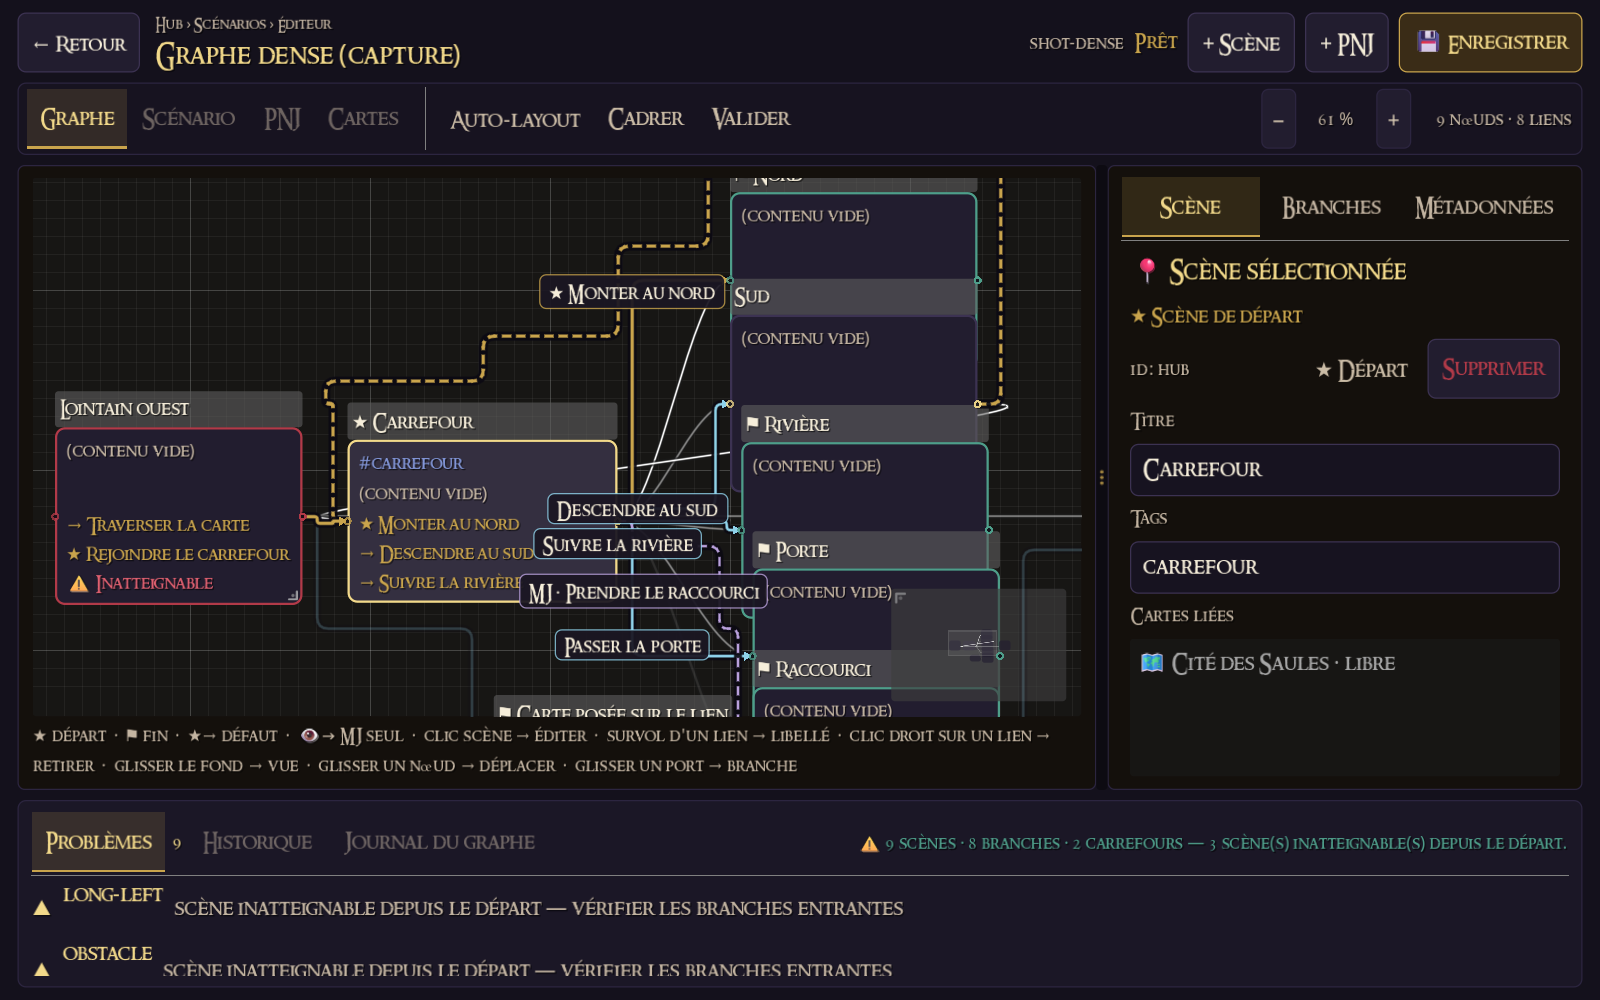 ← Retour
Hub › Scénarios › Éditeur
Graphe dense (capture)
shot-dense Prêt
+ Scène
+ PNJ
Enregistrer
Graphe Scénario PNJ Cartes Auto-layout Cadrer Valider
− 61 % + 9 nœuds · 8 liens
Nord
(contenu vide)
★ Monter au nord
Sud
(contenu vide)
Lointain ouest
(contenu vide)
→ Traverser la carte
★ Rejoindre le carrefour
⚠ Inatteignable
★ Carrefour
#carrefour
(contenu vide)
★ Monter au nord
→ Descendre au sud
→ Suivre la rivière
⚑ Rivière
(contenu vide)
Descendre au sud
Suivre la rivière
MJ · Prendre le raccourci
Passer la porte
⚑ Porte
(contenu vide)
⚑ Raccourci
(contenu vide)
⚑ Carte posée sur le lien
★ départ · ⚑ fin · ★→ défaut · 👁→ MJ seul · clic scène → éditer · survol d'un lien → libellé · clic droit sur un lien →
retirer · glisser le fond → vue · glisser un nœud → déplacer · glisser un port → branche
Scène Branches Métadonnées
📍 Scène sélectionnée
★ Scène de départ
id: hub ★ Départ Supprimer
Titre
Carrefour
Tags
carrefour
Cartes liées
🗺 Cité des Saules · libre
Problèmes 9 Historique Journal du graphe
⚠ 9 scènes · 8 branches · 2 carrefours — 3 scène(s) inatteignable(s) depuis le départ.
▲ long-left scène inatteignable depuis le départ — vérifier les branches entrantes
▲ obstacle scène inatteignable depuis le départ — vérifier les branches entrantes